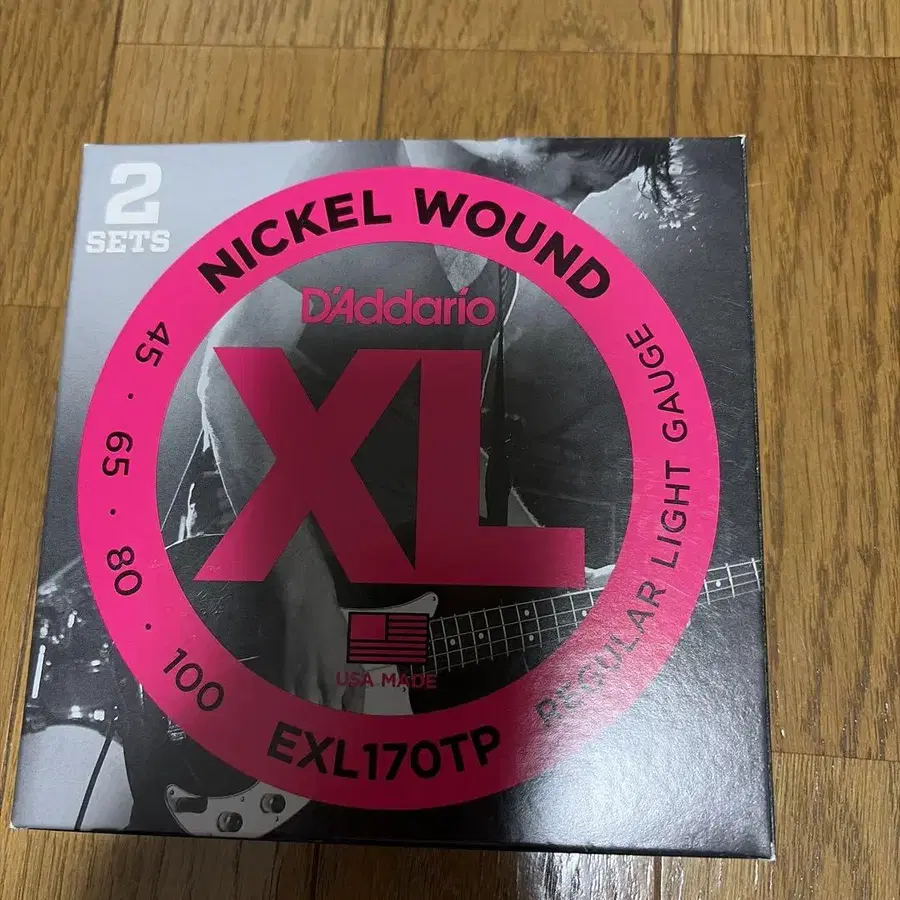 2
SETS
NICKEL WOUND
D'Addario
XL
45 · 65 · 80 · 100
REGULAR LIGHT GAUGE
USA MADE
EXL170TP